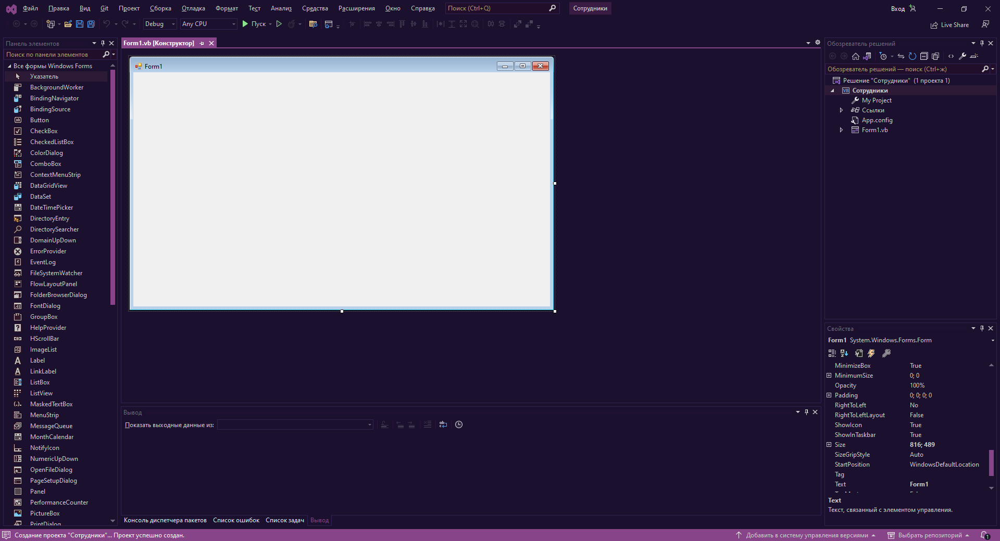 Файл Правка Вид Git Проект Сборка Отладка Формат Тест Анализ Средства Расширения Окно Справка Поиск (Ctrl+Q) Сотрудники Вход
Debug Any CPU Пуск Live Share
Панель элементов
Поиск по панели элементов
Все формы Windows Forms
Указатель
BackgroundWorker
BindingNavigator
BindingSource
Button
CheckBox
CheckedListBox
ColorDialog
ComboBox
ContextMenuStrip
DataGridView
DataSet
DateTimePicker
DirectoryEntry
DirectorySearcher
DomainUpDown
ErrorProvider
EventLog
FileSystemWatcher
FlowLayoutPanel
FolderBrowserDialog
FontDialog
GroupBox
HelpProvider
HScrollBar
ImageList
Label
LinkLabel
ListBox
ListView
MaskedTextBox
MenuStrip
MessageQueue
MonthCalendar
NotifyIcon
NumericUpDown
OpenFileDialog
PageSetupDialog
Panel
PerformanceCounter
PictureBox
PrintDialog
Form1.vb [Конструктор]
Form1
Вывод
Показать выходные данные из:
Консоль диспетчера пакетов Список ошибок Список задач Вывод
Обозреватель решений
Обозреватель решений — поиск (Ctrl+ж)
Решение "Сотрудники" (1 проекта 1)
VB Сотрудники
My Project
Ссылки
App.config
Form1.vb
Свойства
Form1 System.Windows.Forms.Form
MinimizeBox True
MinimumSize 0; 0
Opacity 100%
Padding 0; 0; 0; 0
RightToLeft No
RightToLeftLayout False
ShowIcon True
ShowInTaskbar True
Size 816; 489
SizeGripStyle Auto
StartPosition WindowsDefaultLocation
Tag
Text Form1
Text
Текст, связанный с элементом управления.
Создание проекта "Сотрудники"... Проект успешно создан. Добавить в систему управления версиями Выбрать репозиторий 1